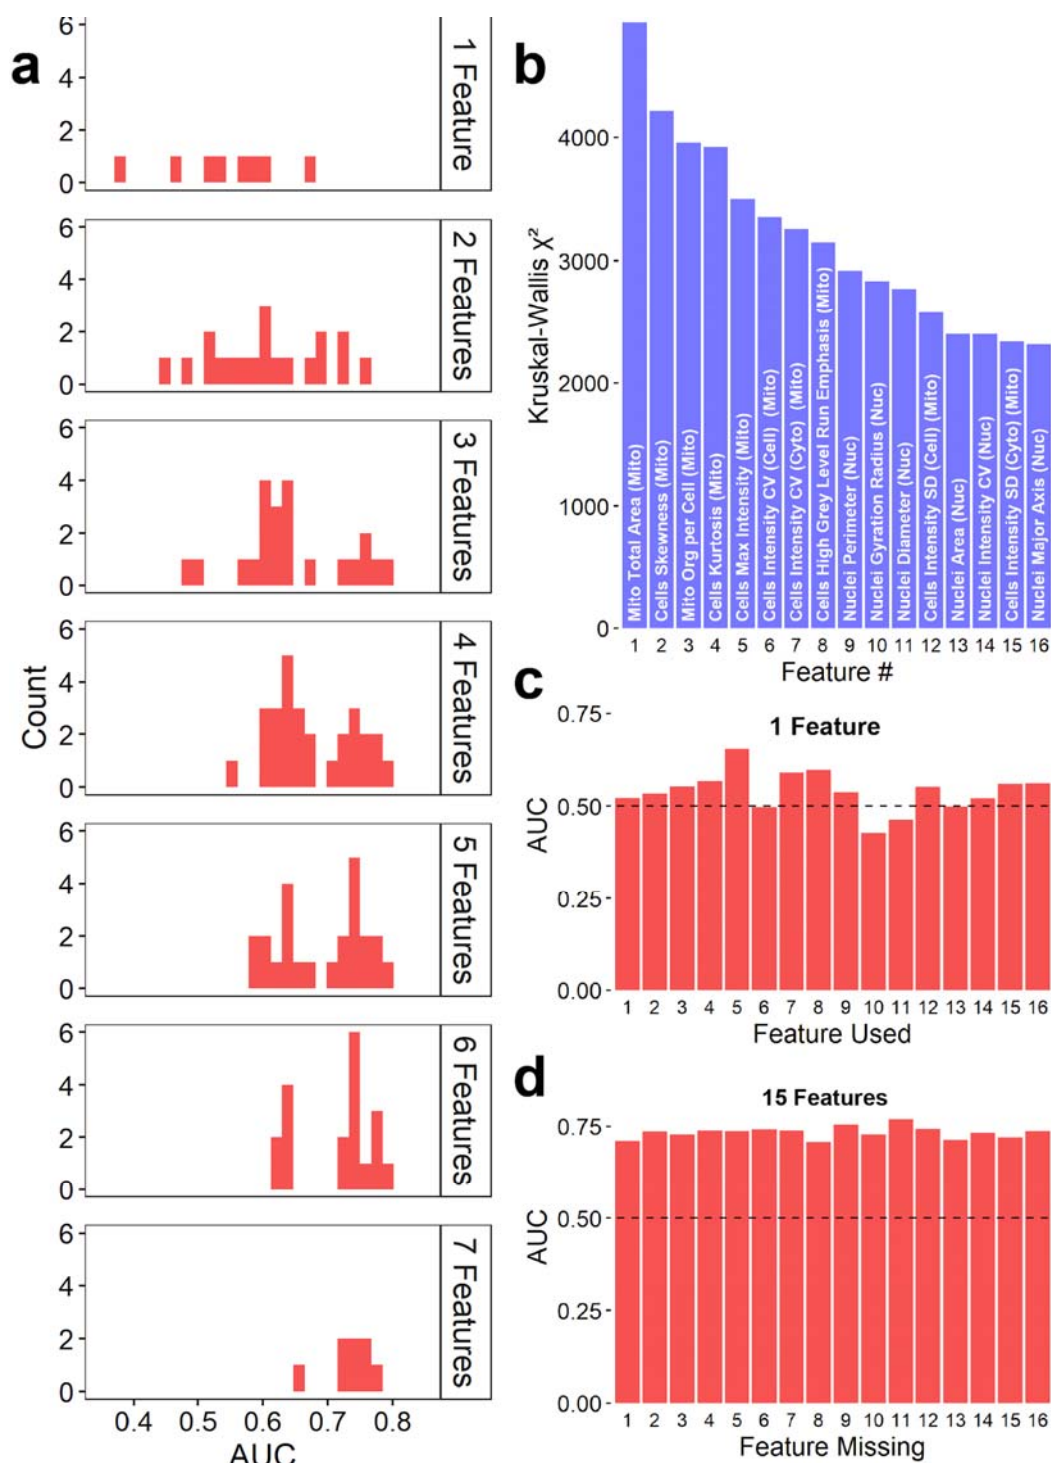 a
6
4
2
0
1 Feature
6
4
2
0
2 Features
6
4
2
0
3 Features
6
4
2
0
4 Features
Count
6
4
2
0
5 Features
6
4
2
0
6 Features
6
4
2
0
7 Features
0.4 0.5 0.6 0.7 0.8
AUC
b
Kruskal-Wallis χ²
4000
3000
2000
1000
0
Mito Total Area (Mito)
Cells Skewness (Mito)
Mito Org per Cell (Mito)
Cells Kurtosis (Mito)
Cells Max Intensity (Mito)
Cells Intensity CV (Cell) (Mito)
Cells Intensity CV (Cyto) (Mito)
Cells High Grey Level Run Emphasis (Mito)
Nuclei Perimeter (Nuc)
Nuclei Gyration Radius (Nuc)
Nuclei Diameter (Nuc)
Cells Intensity SD (Cell) (Mito)
Nuclei Area (Nuc)
Nuclei Intensity CV (Nuc)
Cells Intensity SD (Cyto) (Mito)
Nuclei Major Axis (Nuc)
1 2 3 4 5 6 7 8 9 10 11 12 13 14 15 16
Feature #
c
1 Feature
AUC
0.75
0.50
0.25
0.00
1 2 3 4 5 6 7 8 9 10 11 12 13 14 15 16
Feature Used
d
15 Features
AUC
0.75
0.50
0.25
0.00
1 2 3 4 5 6 7 8 9 10 11 12 13 14 15 16
Feature Missing